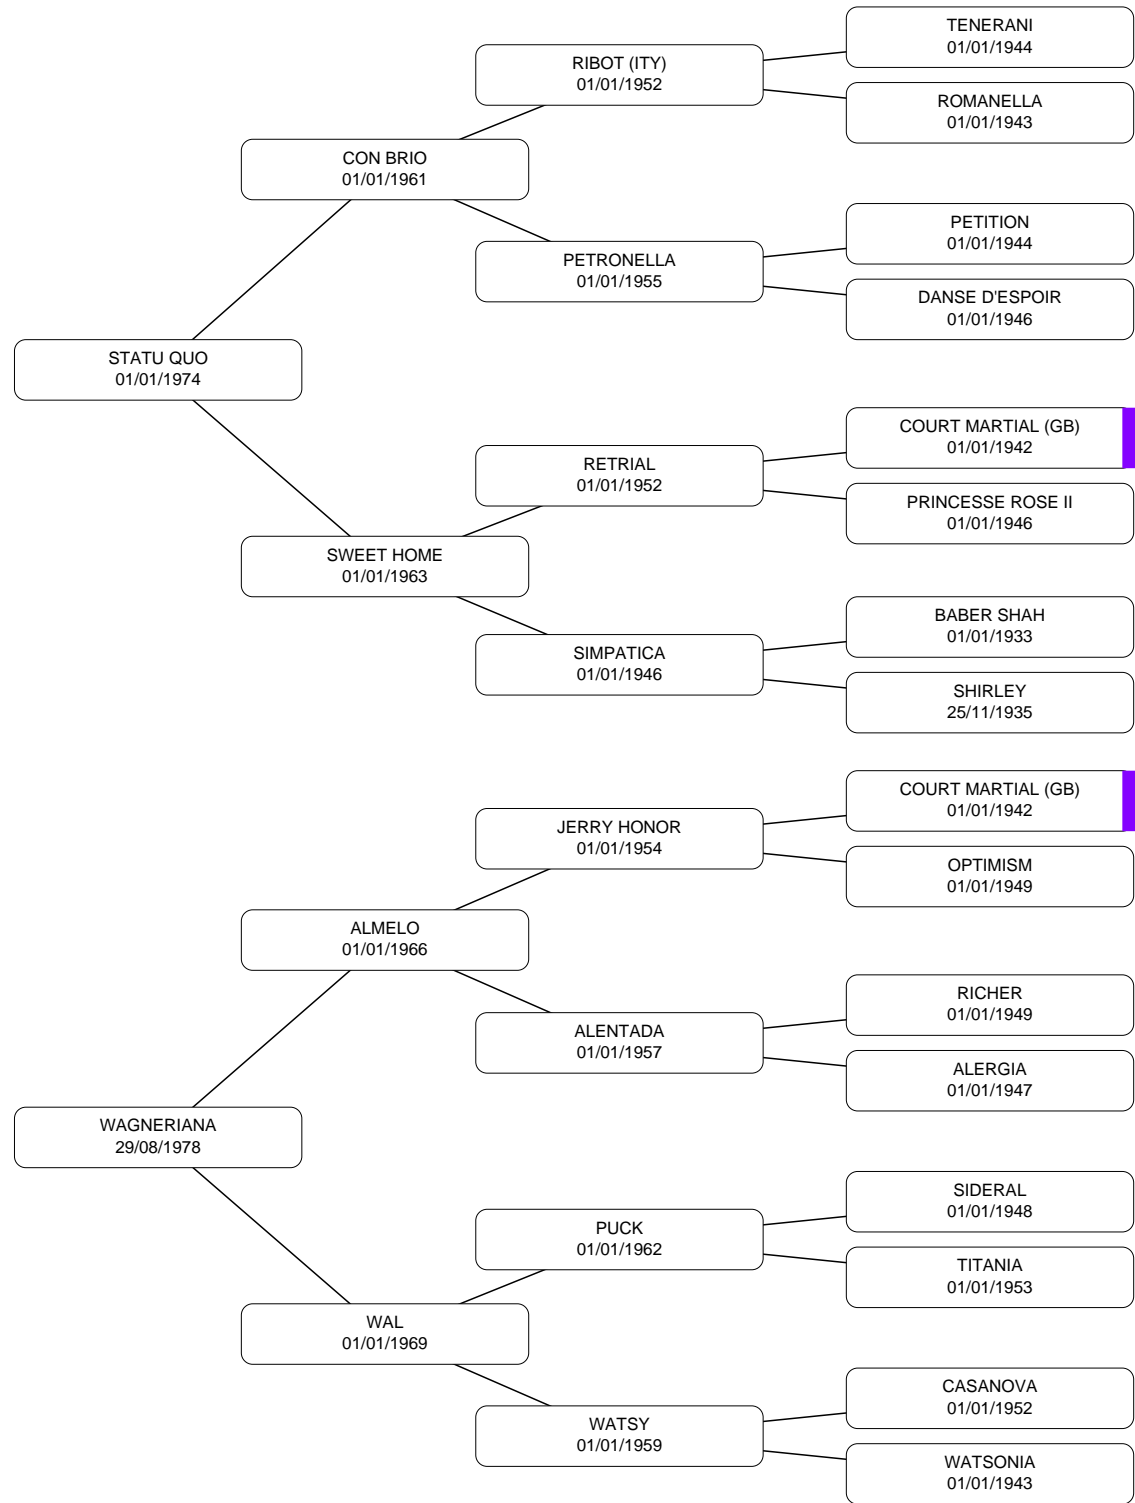 TENERANI
01/01/1944
RIBOT (ITY)
01/01/1952
ROMANELLA
01/01/1943
CON BRIO
01/01/1961
PETITION
01/01/1944
PETRONELLA
01/01/1955
DANSE D'ESPOIR
01/01/1946
STATU QUO
01/01/1974
COURT MARTIAL (GB)
01/01/1942
RETRIAL
01/01/1952
PRINCESSE ROSE II
01/01/1946
SWEET HOME
01/01/1963
BABER SHAH
01/01/1933
SIMPATICA
01/01/1946
SHIRLEY
25/11/1935
COURT MARTIAL (GB)
01/01/1942
JERRY HONOR
01/01/1954
OPTIMISM
01/01/1949
ALMELO
01/01/1966
RICHER
01/01/1949
ALENTADA
01/01/1957
ALERGIA
01/01/1947
WAGNERIANA
29/08/1978
SIDERAL
01/01/1948
PUCK
01/01/1962
TITANIA
01/01/1953
WAL
01/01/1969
CASANOVA
01/01/1952
WATSY
01/01/1959
WATSONIA
01/01/1943